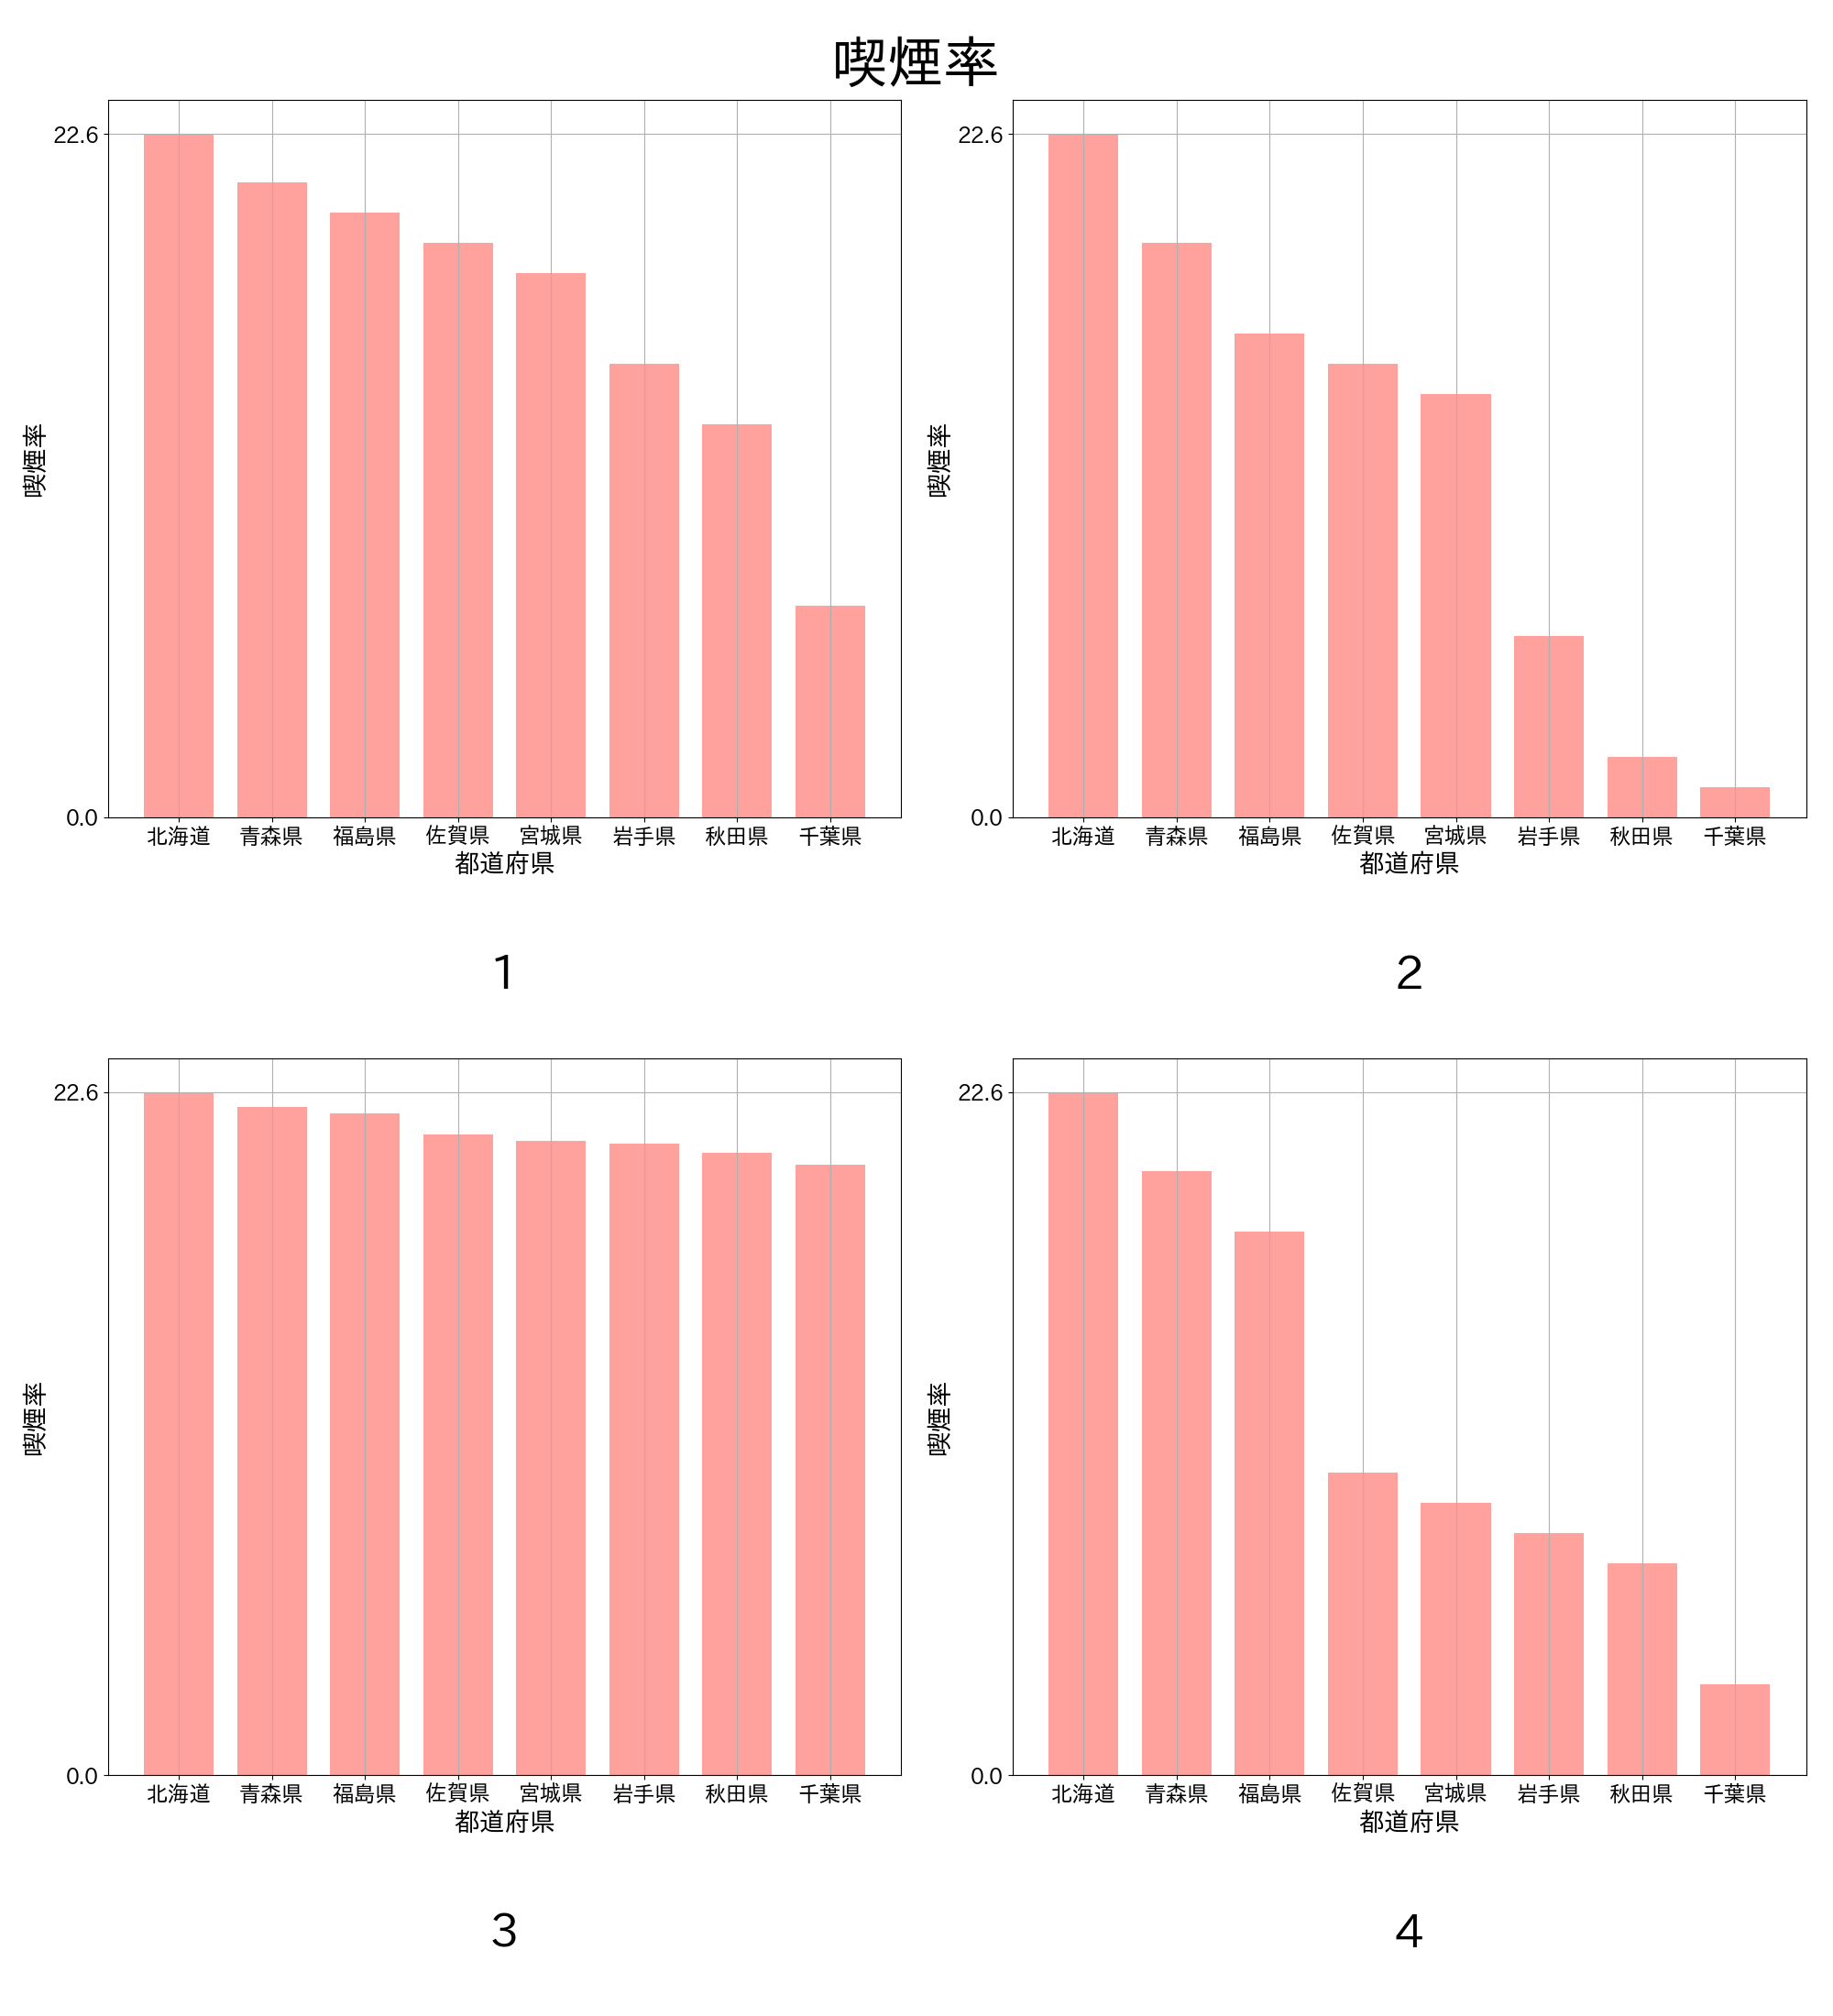 喫煙率
22.6
0.0
喫煙率
北海道 青森県 福島県 佐賀県 宮城県 岩手県 秋田県 千葉県
都道府県
1
22.6
0.0
喫煙率
北海道 青森県 福島県 佐賀県 宮城県 岩手県 秋田県 千葉県
都道府県
2
22.6
0.0
喫煙率
北海道 青森県 福島県 佐賀県 宮城県 岩手県 秋田県 千葉県
都道府県
3
22.6
0.0
喫煙率
北海道 青森県 福島県 佐賀県 宮城県 岩手県 秋田県 千葉県
都道府県
4